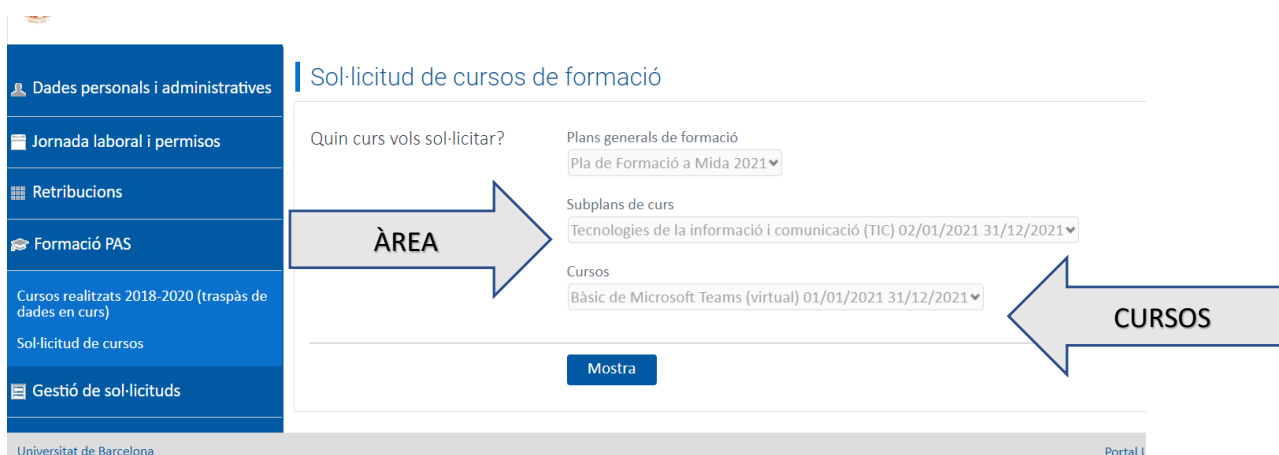 Dades personals i administratives
Jornada laboral i permisos
Retribucions
Formació PAS
Cursos realitzats 2018-2020 (traspàs de
dades en curs)
Sol·licitud de cursos
Gestió de sol·licituds
Sol·licitud de cursos de formació
Quin curs vols sol·licitar?
Plans generals de formació
Pla de Formació a Mida 2021
Subplans de curs
Tecnologies de la informació i comunicació (TIC) 02/01/2021 31/12/2021
ÀREA
Cursos
Bàsic de Microsoft Teams (virtual) 01/01/2021 31/12/2021
CURSOS
Mostra
Universitat de Barcelona
Portal